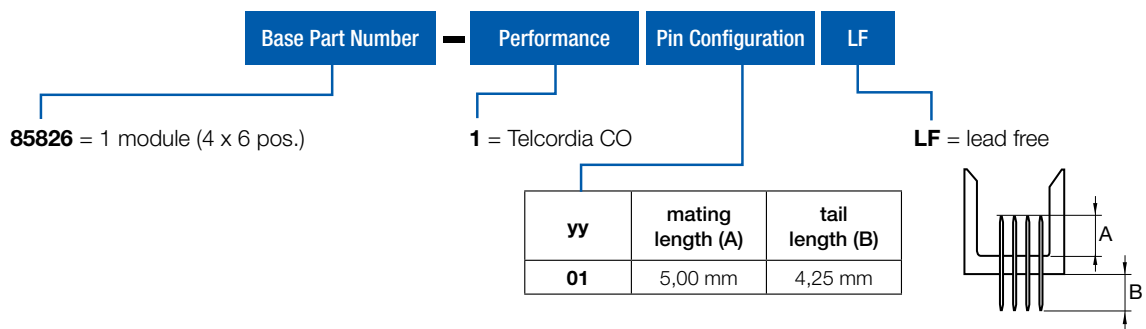 Base Part Number - Performance Pin Configuration LF
85826 = 1 module (4 x 6 pos.)
1 = Telcordia CO
LF = lead free
yy
mating length (A)
tail length (B)
01
5,00 mm
4,25 mm
A
B